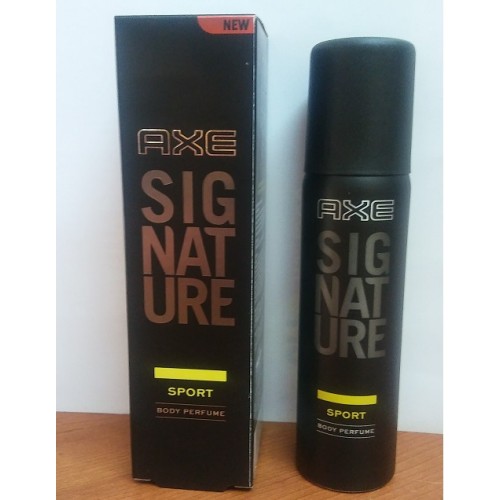 NEW
AXE
SIG
NAT
URE
SPORT
BODY PERFUME
AXE
SIG
NAT
URE
SPORT
BODY PERFUME